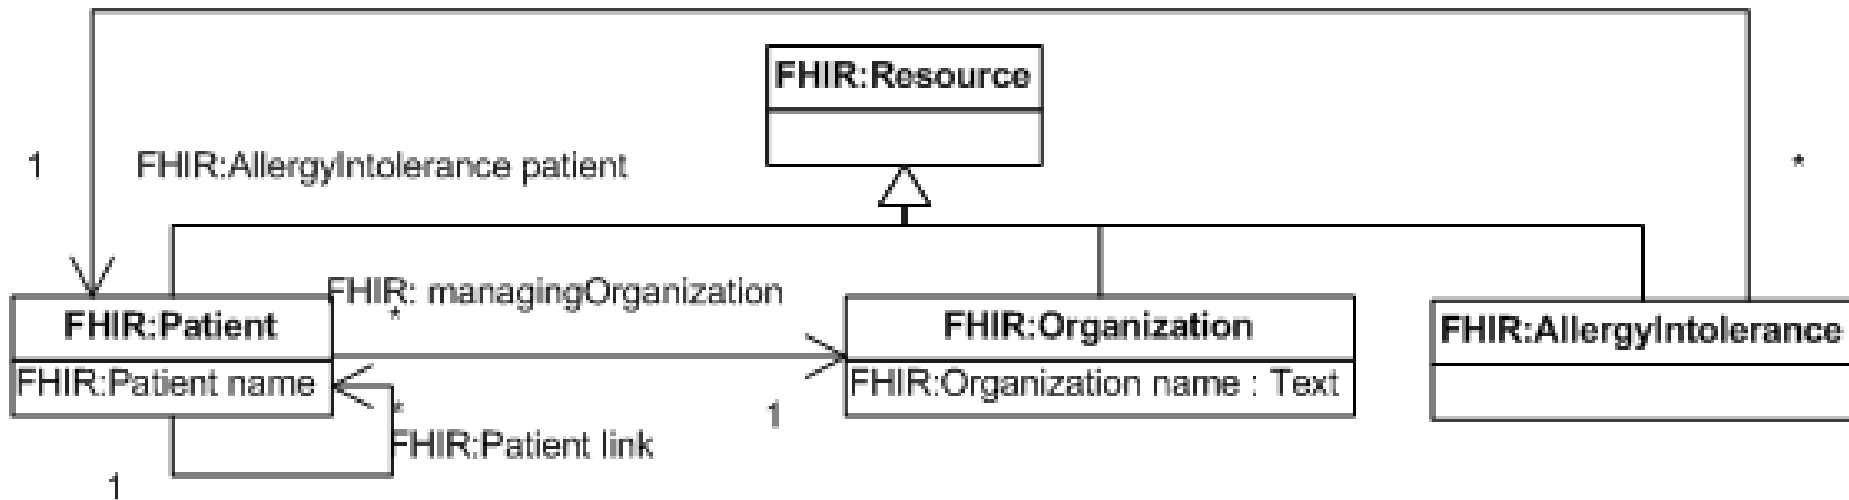 FHIR:Resource
1
FHIR:AllergyIntolerance patient
*
FHIR: managingOrganization
*
FHIR:Patient
FHIR:Organization
FHIR:AllergyIntolerance
FHIR:Patient name
FHIR:Organization name : Text
*
1
FHIR:Patient link
1